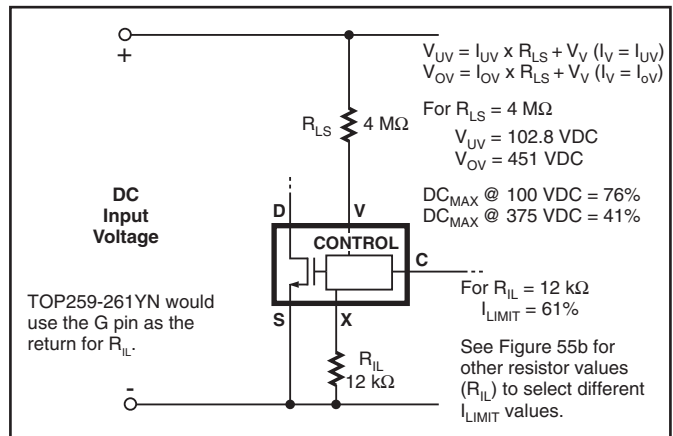 +
V_UV = I_UV x R_LS + V_V (I_V = I_UV)
V_OV = I_OV x R_LS + V_V (I_V = I_oV)
For R_LS = 4 MΩ
V_UV = 102.8 VDC
V_OV = 451 VDC
DC_MAX @ 100 VDC = 76%
DC_MAX @ 375 VDC = 41%
R_LS 4 MΩ
DC
Input
Voltage
D V
CONTROL
C
S X
For R_IL = 12 kΩ
I_LIMIT = 61%
TOP259-261YN would
use the G pin as the
return for R_IL.
R_IL
12 kΩ
See Figure 55b for
other resistor values
(R_IL) to select different
I_LIMIT values.
-